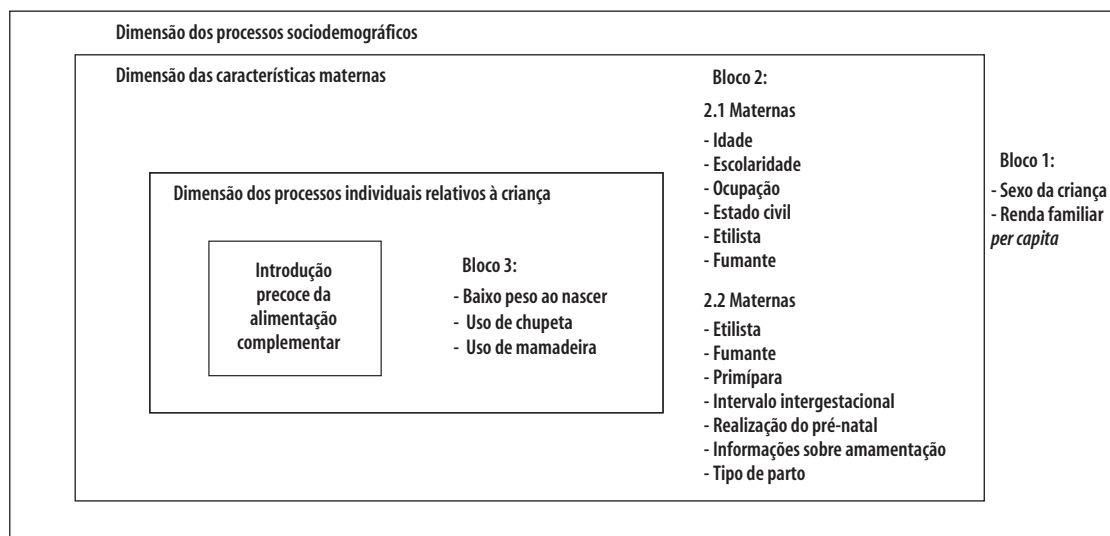 Dimensão dos processos sociodemográficos
Dimensão das características maternas
Dimensão dos processos individuais relativos à criança
Introdução
precoce da
alimentação
complementar
Bloco 3:
- Baixo peso ao nascer
- Uso de chupeta
- Uso de mamadeira
Bloco 2:
2.1 Maternas
- Idade
- Escolaridade
- Ocupação
- Estado civil
- Etilista
- Fumante
2.2 Maternas
- Etilista
- Fumante
- Primípara
- Intervalo intergestacional
- Realização do pré-natal
- Informações sobre amamentação
- Tipo de parto
Bloco 1:
- Sexo da criança
- Renda familiar
per capita